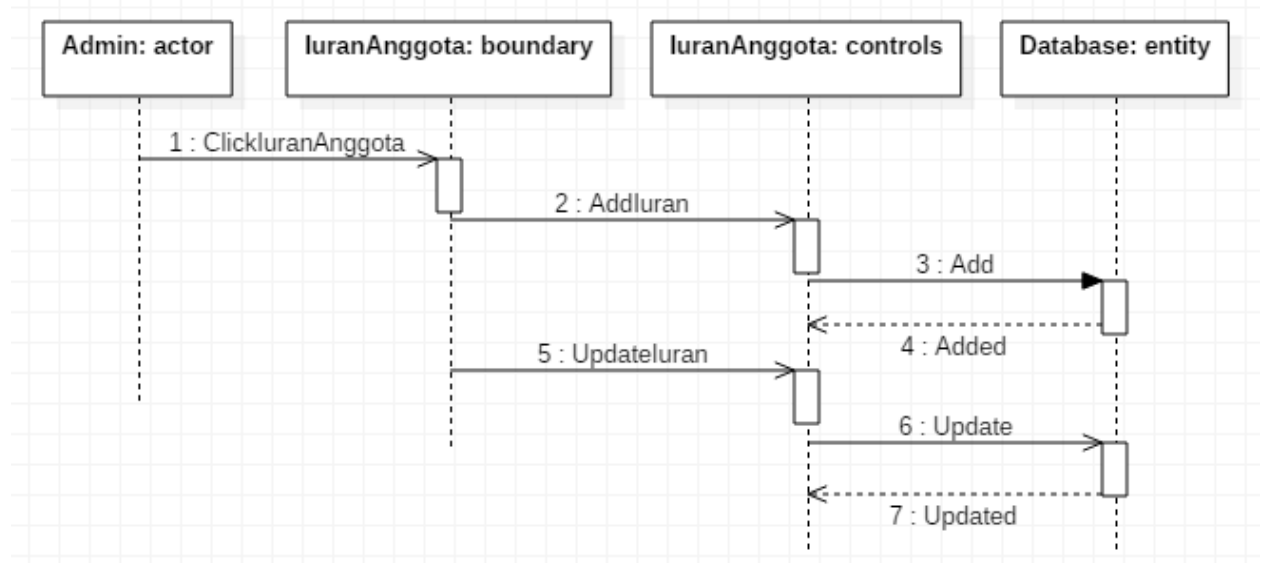 Admin: actor
IuranAnggota: boundary
IuranAnggota: controls
Database: entity
1 : ClickIuranAnggota
2 : AddIuran
3 : Add
4 : Added
5 : UpdateIuran
6 : Update
7 : Updated